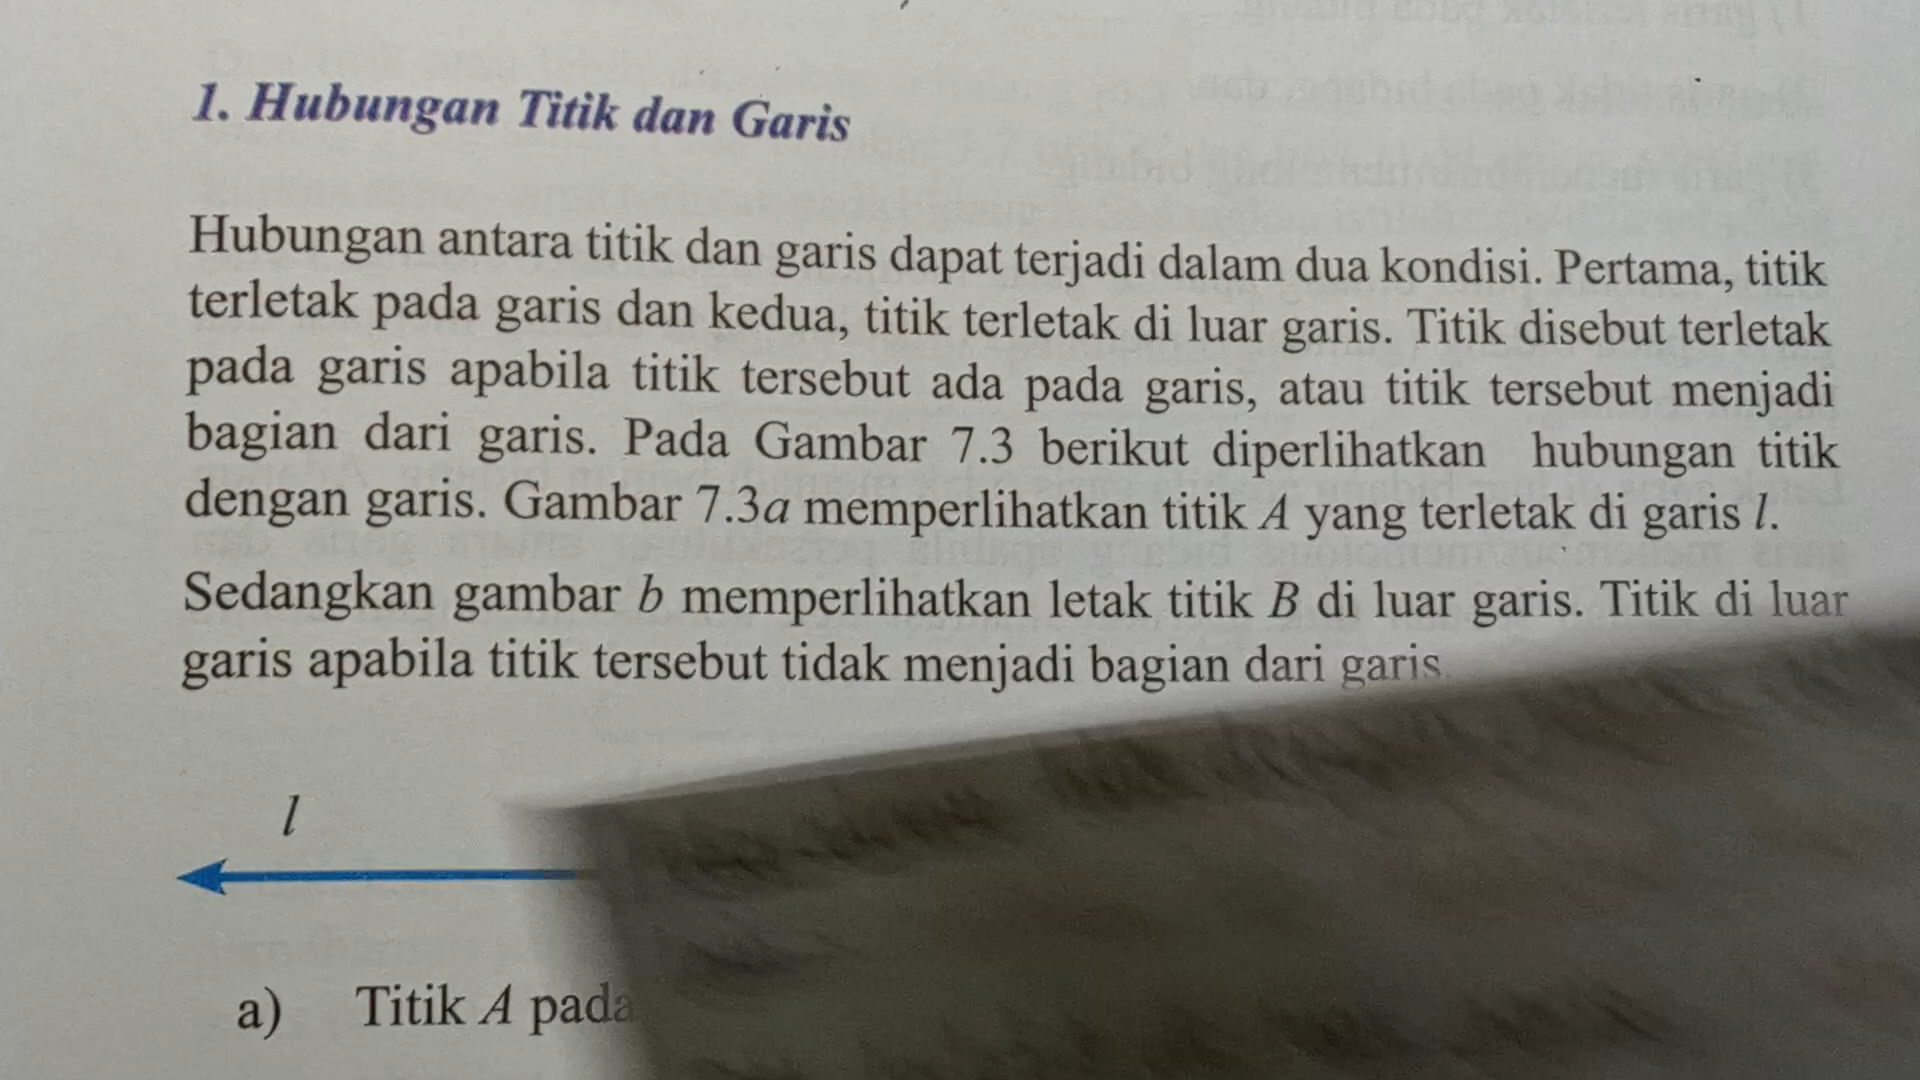 1. Hubungan Titik dan Garis
Hubungan antara titik dan garis dapat terjadi dalam dua kondisi. Pertama, titik
terletak pada garis dan kedua, titik terletak di luar garis. Titik disebut terletak
pada garis apabila titik tersebut ada pada garis, atau titik tersebut menjadi
bagian dari garis. Pada Gambar 7.3 berikut diperlihatkan hubungan titik
dengan garis. Gambar 7.3a memperlihatkan titik A yang terletak di garis l.
Sedangkan gambar b memperlihatkan letak titik B di luar garis. Titik di luar
garis apabila titik tersebut tidak menjadi bagian dari garis.
l
a) Titik A pada